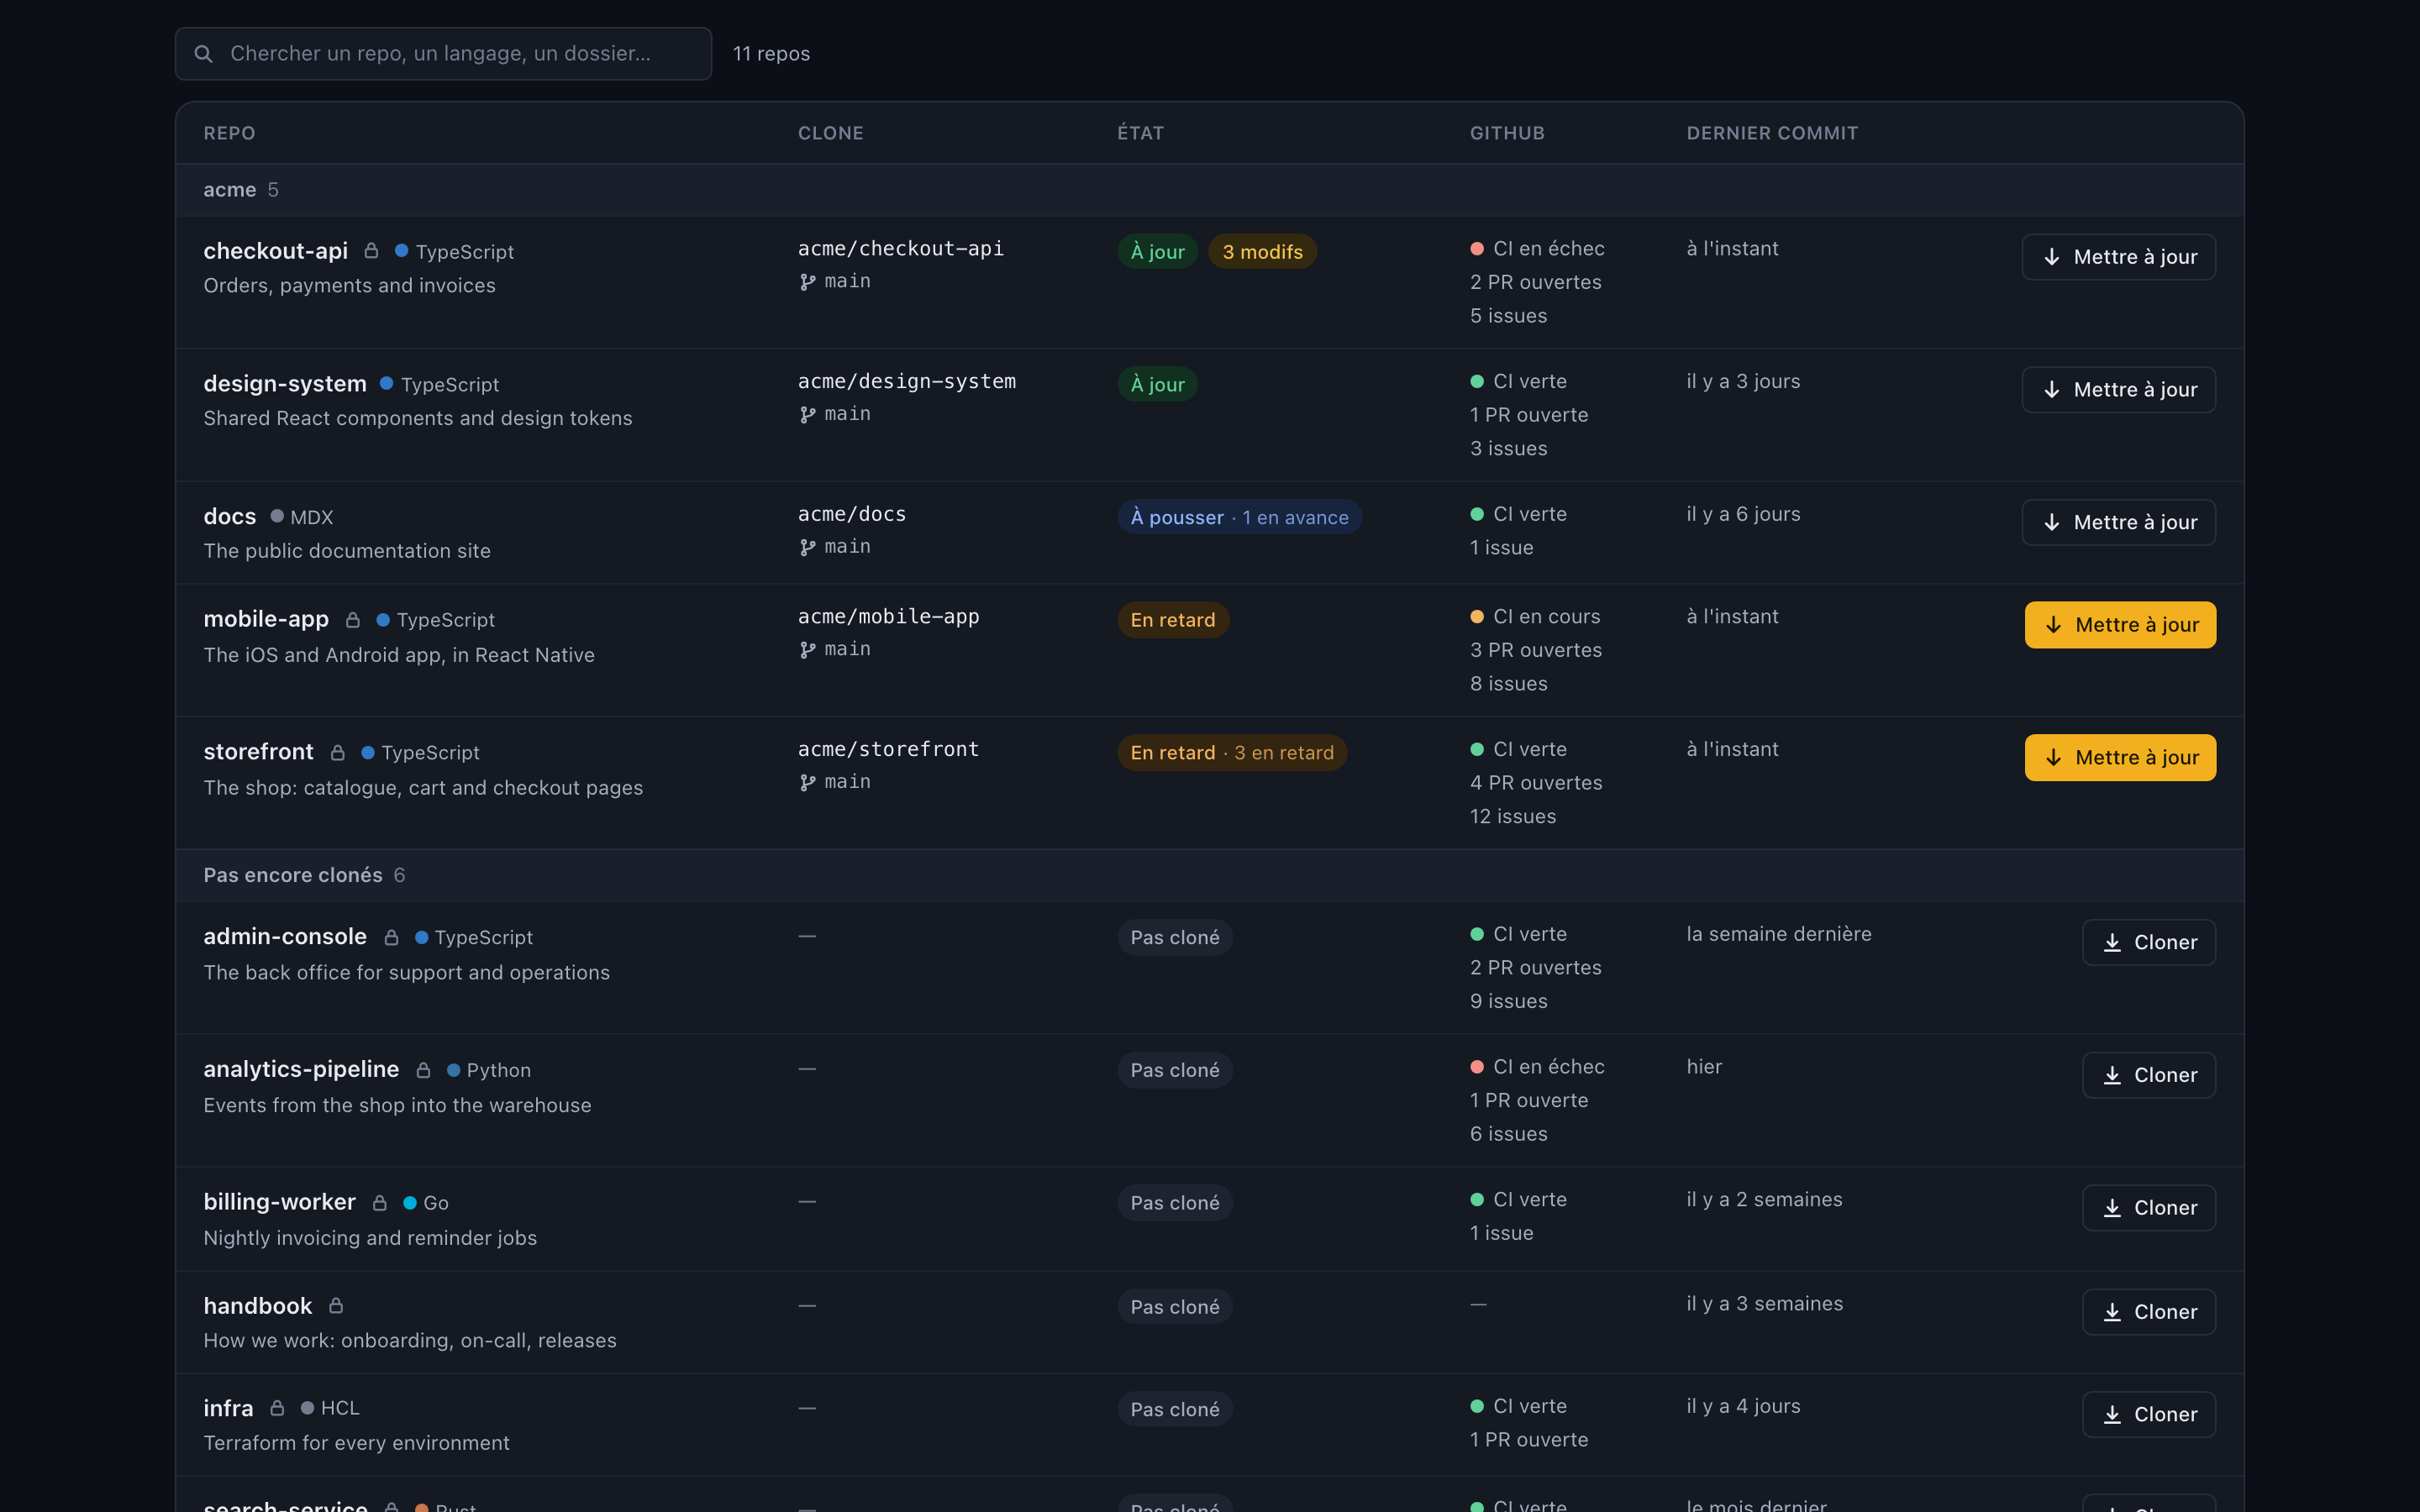 Chercher un repo, un langage, un dossier...
11 repos
REPO CLONE ÉTAT GITHUB DERNIER COMMIT
acme 5
checkout-api TypeScript
Orders, payments and invoices
acme/checkout-api
main
À jour 3 modifs
CI en échec
2 PR ouvertes
5 issues
à l'instant
Mettre à jour
design-system TypeScript
Shared React components and design tokens
acme/design-system
main
À jour
CI verte
1 PR ouverte
3 issues
il y a 3 jours
Mettre à jour
docs MDX
The public documentation site
acme/docs
main
À pousser · 1 en avance
CI verte
1 issue
il y a 6 jours
Mettre à jour
mobile-app TypeScript
The iOS and Android app, in React Native
acme/mobile-app
main
En retard
CI en cours
3 PR ouvertes
8 issues
à l'instant
Mettre à jour
storefront TypeScript
The shop: catalogue, cart and checkout pages
acme/storefront
main
En retard · 3 en retard
CI verte
4 PR ouvertes
12 issues
à l'instant
Mettre à jour
Pas encore clonés 6
admin-console TypeScript
The back office for support and operations
—
Pas cloné
CI verte
2 PR ouvertes
9 issues
la semaine dernière
Cloner
analytics-pipeline Python
Events from the shop into the warehouse
—
Pas cloné
CI en échec
1 PR ouverte
6 issues
hier
Cloner
billing-worker Go
Nightly invoicing and reminder jobs
—
Pas cloné
CI verte
1 issue
il y a 2 semaines
Cloner
handbook
How we work: onboarding, on-call, releases
—
Pas cloné
—
il y a 3 semaines
Cloner
infra HCL
Terraform for every environment
—
Pas cloné
CI verte
1 PR ouverte
il y a 4 jours
Cloner
search-service Rust
—
Pas cloné
CI verte
le mois dernier
Cloner